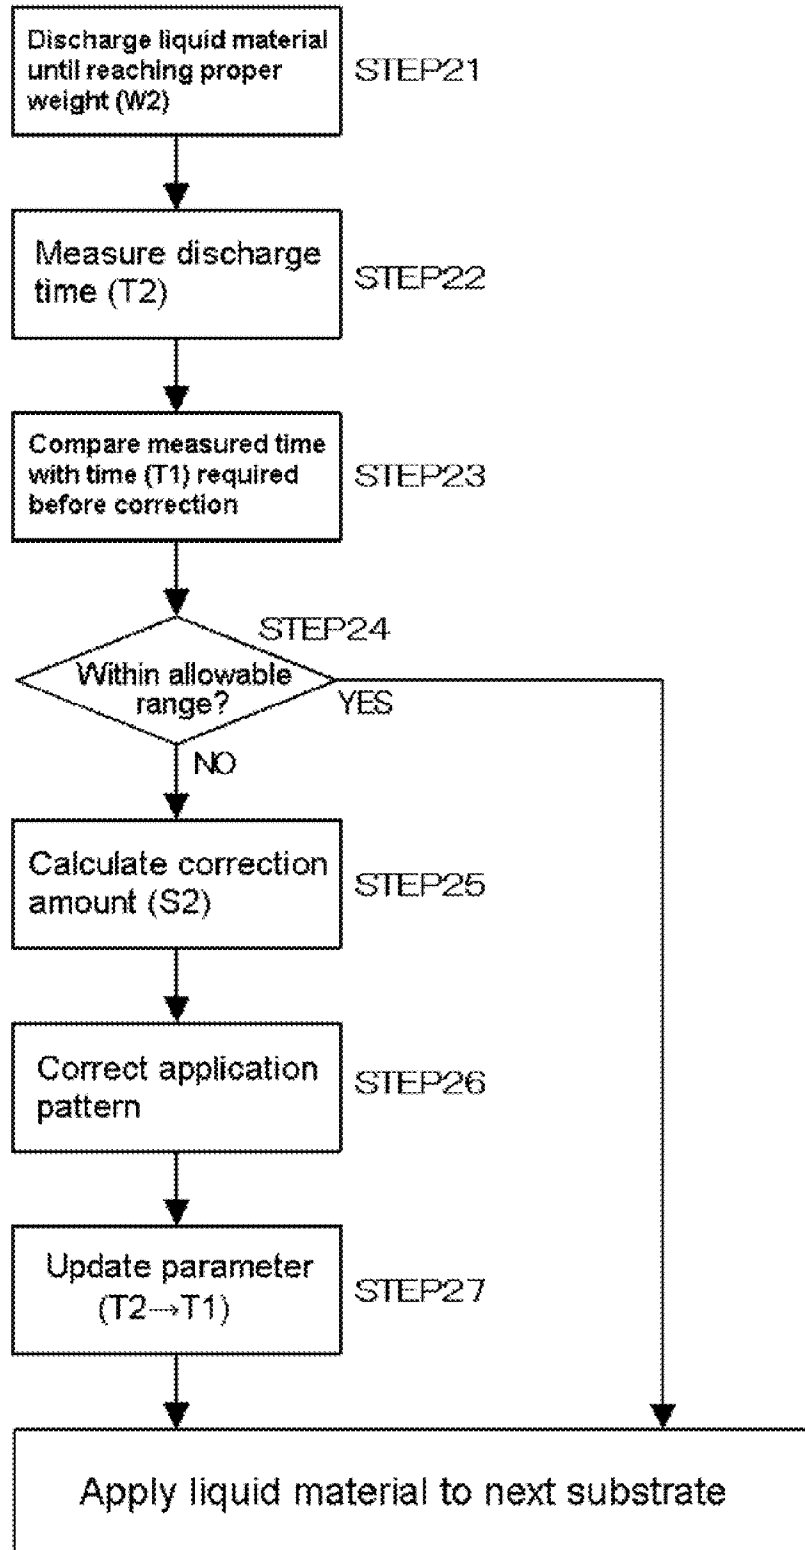 Discharge liquid material
until reaching proper
weight (W2)
STEP21
Measure discharge
time (T2)
STEP22
Compare measured time
with time (T1) required
before correction
STEP23
STEP24
Within allowable
range?
YES
NO
Calculate correction
amount (S2)
STEP25
Correct application
pattern
STEP26
Update parameter
(T2→T1)
STEP27
Apply liquid material to next substrate